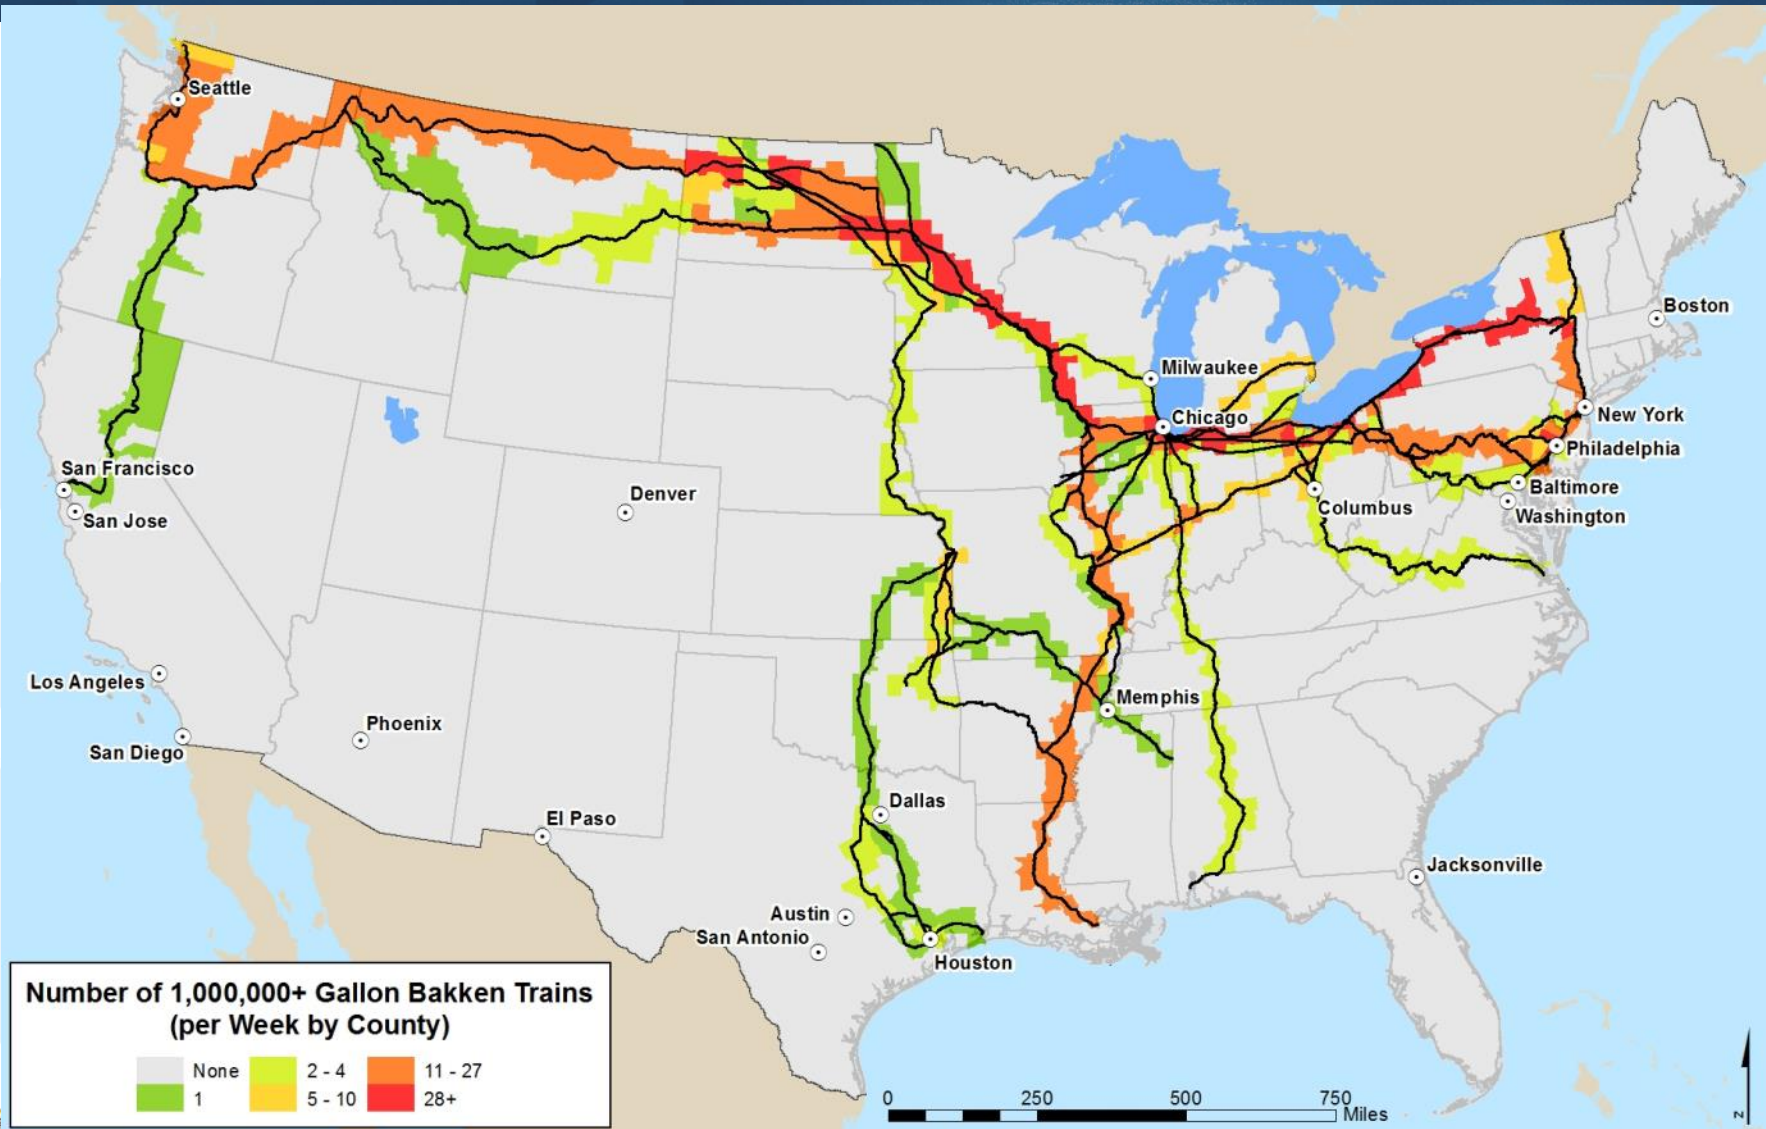 Seattle
Boston
Milwaukee
Chicago
New York
Philadelphia
San Francisco
Denver
Baltimore
San Jose
Columbus
Washington
Los Angeles
Memphis
Phoenix
San Diego
Dallas
El Paso
Jacksonville
Austin
San Antonio
Houston
Number of 1,000,000+ Gallon Bakken Trains
(per Week by County)
None 2 - 4 11 - 27
1 5 - 10 28+
0 250 500 750
Miles
N